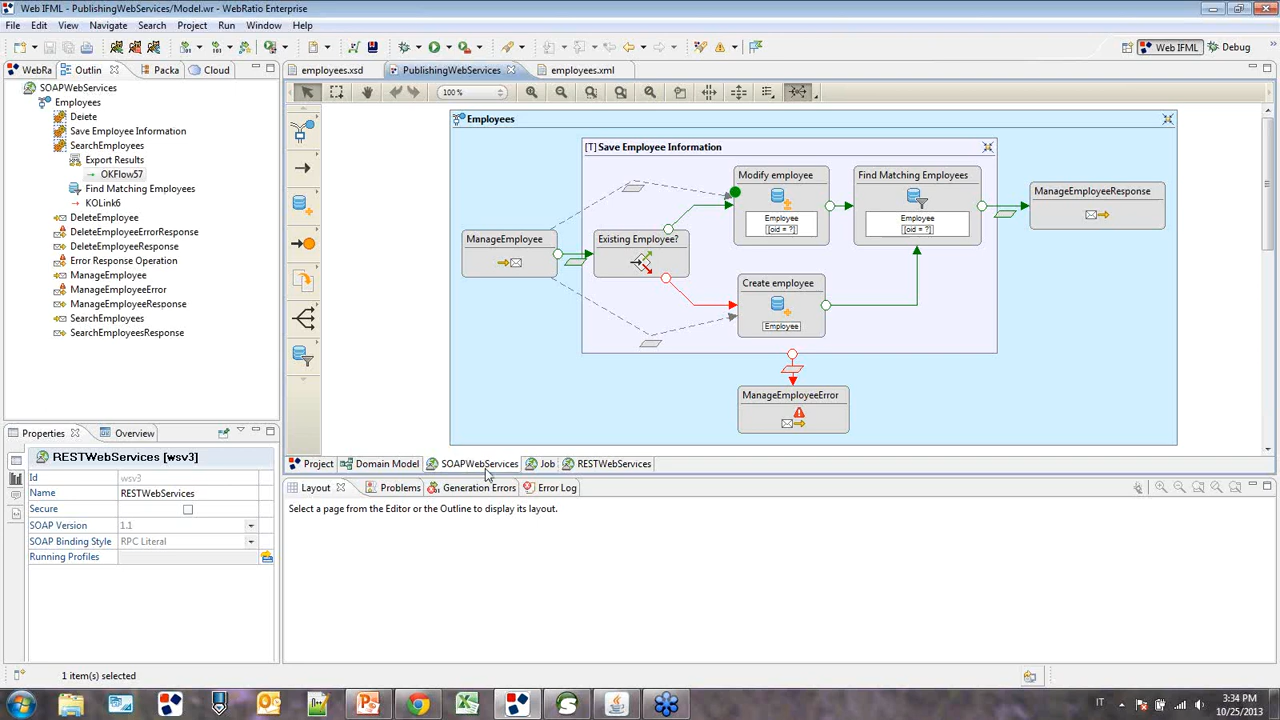 Web IFML - PublishingWebServices/Model.wr - WebRatio Enterprise
File Edit View Navigate Search Project Run Window Help
Web IFML Debug
WebRa Outlin Packa Cloud
employees.xsd PublishingWebServices employees.xml
100 %
SOAPWebServices
Employees
Delete
Save Employee Information
SearchEmployees
Export Results
OKFlow57
Find Matching Employees
KOLink6
DeleteEmployee
DeleteEmployeeErrorResponse
DeleteEmployeeResponse
Error Response Operation
ManageEmployee
ManageEmployeeError
ManageEmployeeResponse
SearchEmployees
SearchEmployeesResponse
Employees
[T] Save Employee Information
Modify employee
Employee
[oid = ?]
Find Matching Employees
Employee
[oid = ?]
ManageEmployeeResponse
ManageEmployee
Existing Employee?
Create employee
Employee
ManageEmployeeError
Project Domain Model SOAPWebServices Job RESTWebServices
Properties Overview
RESTWebServices [wsv3]
Id wsv3
Name RESTWebServices
Secure
SOAP Version 1.1
SOAP Binding Style RPC Literal
Running Profiles
Layout Problems Generation Errors Error Log
Select a page from the Editor or the Outline to display its layout.
1 item(s) selected
IT
3:34 PM
10/25/2013